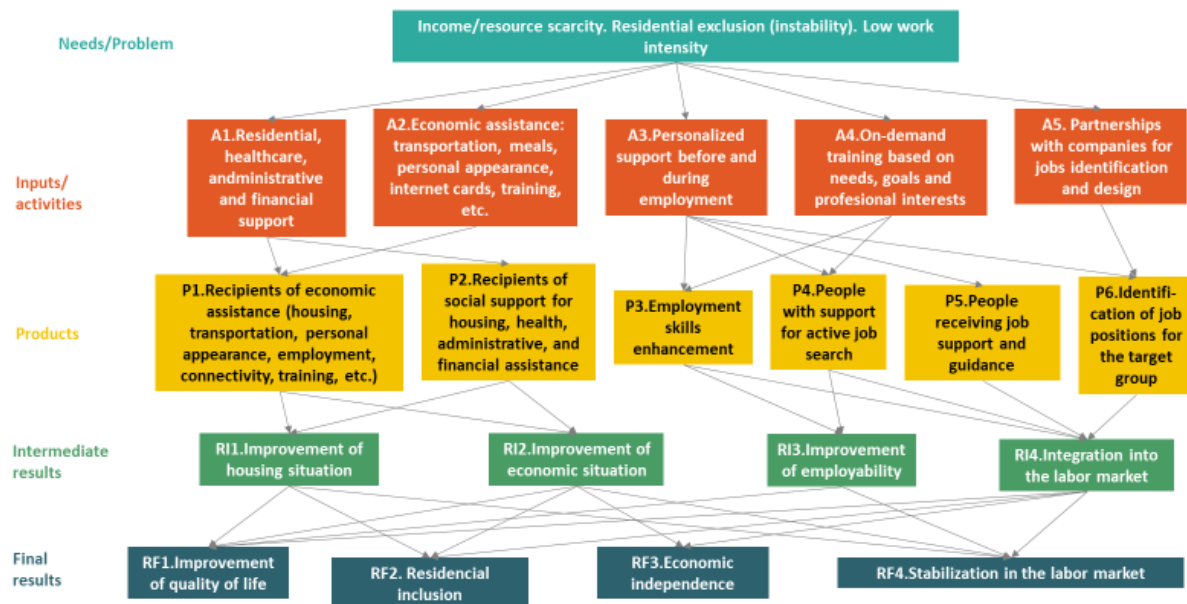 Needs/Problem
Income/resource scarcity. Residential exclusion (instability). Low work
intensity
Inputs/
activities
A1.Residential,
healthcare,
andministrative
and financial
support
A2.Economic assistance:
transportation, meals,
personal appearance,
internet cards, training,
etc.
A3.Personalized
support before and
during
employment
A4.On-demand
training based on
needs, goals and
profesional interests
A5. Partnerships
with companies for
jobs identification
and design
Products
P1.Recipients of economic
assistance (housing,
transportation, personal
appearance, employment,
connectivity, training, etc.)
P2.Recipients of
social support for
housing, health,
administrative, and
financial assistance
P3.Employment
skills
enhancement
P4.People
with support
for active job
search
P5.People
receiving job
support and
guidance
P6.Identifi-
cation of job
positions for
the target
group
Intermediate
results
RI1.Improvement of
housing situation
RI2.Improvement of
economic situation
RI3.Improvement
of employability
RI4.Integration into
the labor market
Final
results
RF1.Improvement
of quality of life
RF2. Residencial
inclusion
RF3.Economic
independence
RF4.Stabilization in the labor market